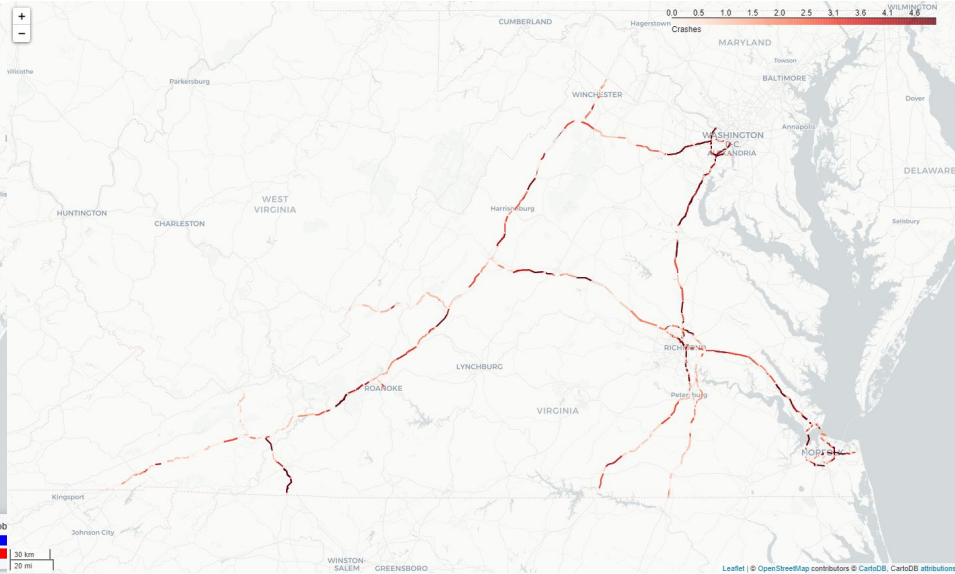 +
−
CUMBERLAND
Hagerstown
0.0 0.5 1.0 1.5 2.0 2.5 3.1 3.6 4.1 4.6
Crashes
WILMINGTON
MARYLAND
Towson
BALTIMORE
Parkersburg
WINCHESTER
Dover
Annapolis
WASHINGTON
D.C.
ALEXANDRIA
DELAWARE
WEST
VIRGINIA
HUNTINGTON
CHARLESTON
Harrisonburg
Salisbury
RICHMOND
LYNCHBURG
ROANOKE
Petersburg
VIRGINIA
NORFOLK
Kingsport
ob
Johnson City
30 km
20 mi
WINSTON-
SALEM
GREENSBORO
Leaflet | © OpenStreetMap contributors © CartoDB, CartoDB attributions